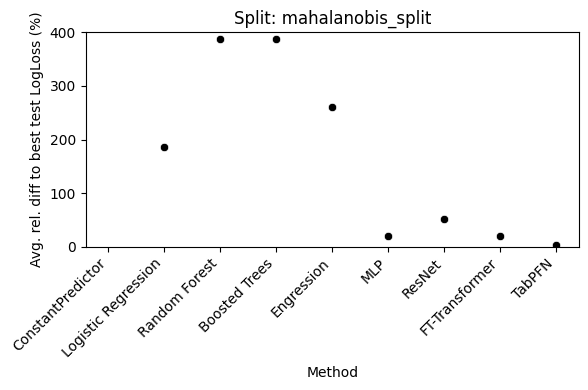 Split: mahalanobis_split
Avg. rel. diff to best test LogLoss (%)
400
300
200
100
0
ConstantPredictor
Logistic Regression
Random Forest
Boosted Trees
Engression
MLP
ResNet
FT-Transformer
TabPFN
Method